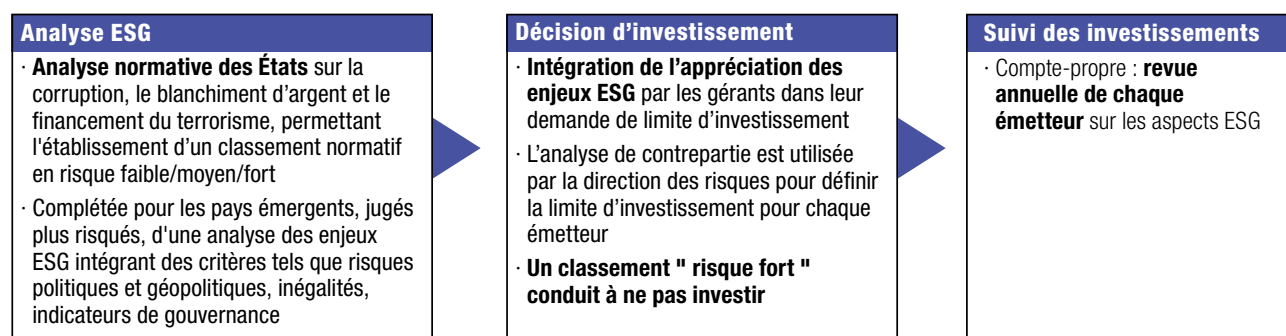 Analyse ESG
· Analyse normative des États sur la
corruption, le blanchiment d'argent et le
financement du terrorisme, permettant
l'établissement d’un classement normatif
en risque faible/moyen/fort
· Complétée pour les pays émergents, jugés
plus risqués, d'une analyse des enjeux
ESG intégrant des critères tels que risques
politiques et géopolitiques, inégalités,
indicateurs de gouvernance
Décision d’investissement
· Intégration de l’appréciation des
enjeux ESG par les gérants dans leur
demande de limite d’investissement
· L’analyse de contrepartie est utilisée
par la direction des risques pour définir
la limite d’investissement pour chaque
émetteur
· Un classement " risque fort "
conduit à ne pas investir
Suivi des investissements
· Compte-propre : revue
annuelle de chaque
émetteur sur les aspects ESG